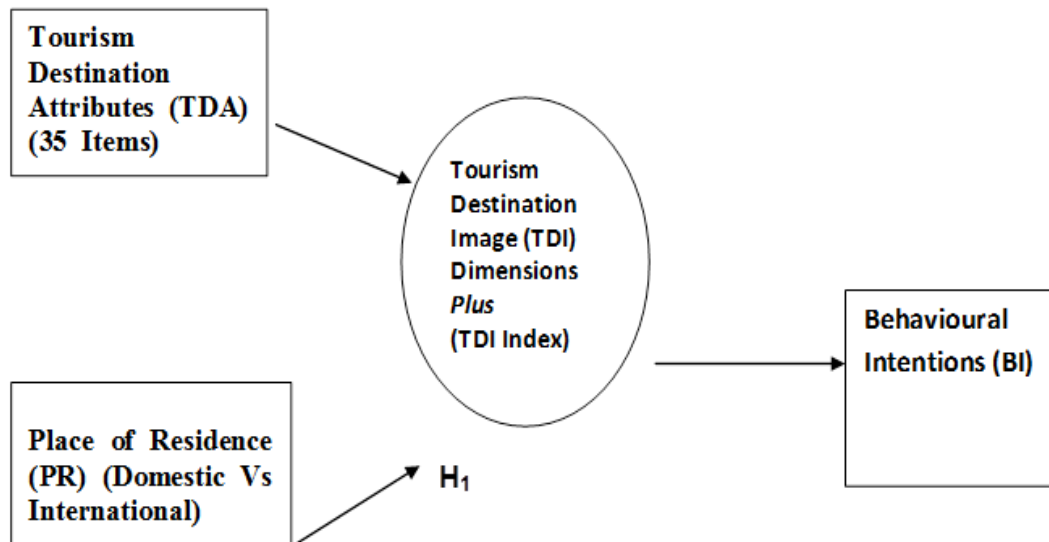 Tourism
Destination
Attributes (TDA)
(35 Items)
Tourism
Destination
Image (TDI)
Dimensions
Plus
(TDI Index)
Behavioural
Intentions (BI)
Place of Residence
(PR) (Domestic Vs
International)
H₁